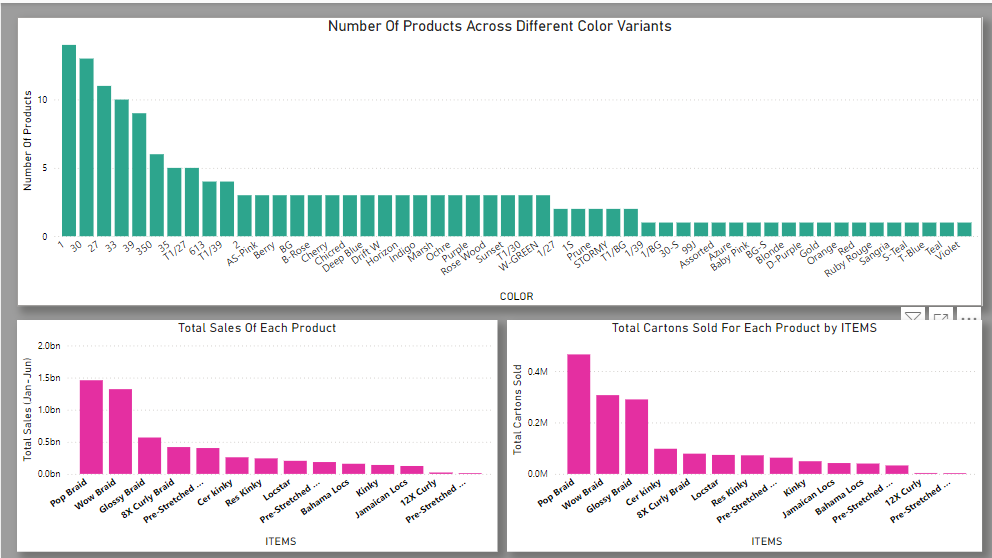 Number Of Products Across Different Color Variants
Number Of Products
10
5
0
1
30
27
33
39
350
35
T1/27
613
T1/39
2
AS-Pink
Berry
BG
B-Rose
Cherry
Chicred
Deep Blue
Drift W
Horizon
Indigo
Marsh
Ochre
Purple
Rose Wood
Sunset
T1/30
W-GREEN
1/27
1S
Prune
STORMY
T1/BG
1/39
1/BG
30-S
99J
Assorted
Azure
Baby Pink
BG-S
Blonde
D-Purple
Gold
Orange
Red
Ruby Rouge
Sangria
S-Teal
T-Blue
Teal
Violet
COLOR
Total Sales Of Each Product
Total Sales (Jan-Jun)
2.0bn
1.5bn
1.0bn
0.5bn
0.0bn
Pop Braid
Wow Braid
Glossy Braid
8X Curly Braid
Pre-Stretched ...
Cer kinky
Res Kinky
Locstar
Pre-Stretched ...
Bahama Locs
Kinky
Jamaican Locs
12X Curly
Pre-Stretched ...
ITEMS
Total Cartons Sold For Each Product by ITEMS
Total Cartons Sold
0.4M
0.2M
0.0M
Pop Braid
Wow Braid
Glossy Braid
Cer kinky
8X Curly Braid
Locstar
Res Kinky
Pre-Stretched ...
Kinky
Jamaican Locs
Bahama Locs
Pre-Stretched ...
12X Curly
Pre-Stretched ...
ITEMS